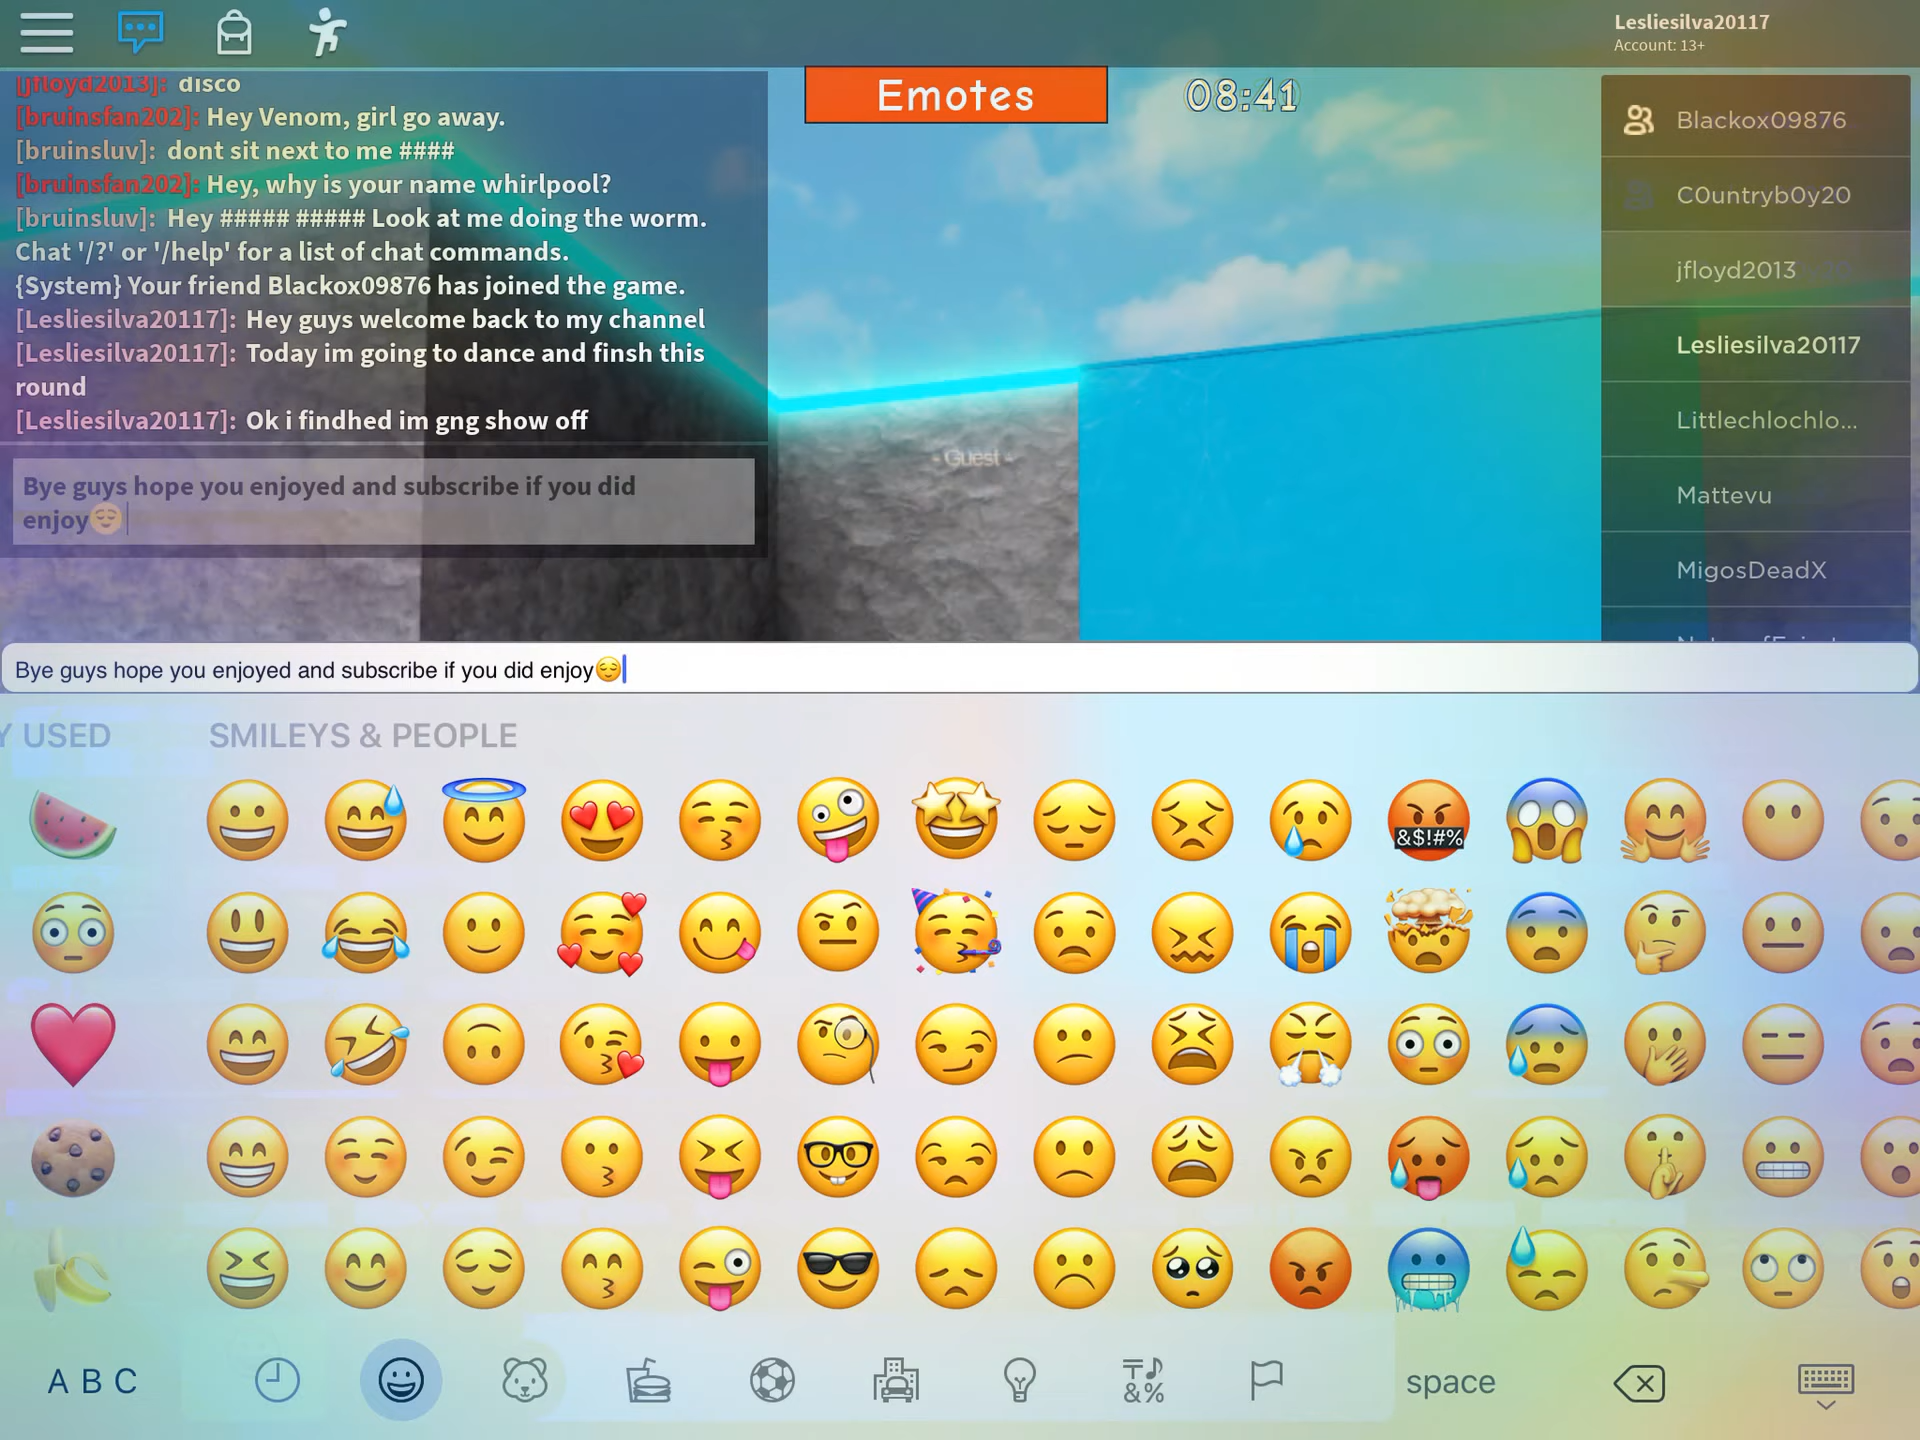 Lesliesilva20117
Account: 13+
[jfloyd2013]: disco
[bruinsfan202]: Hey Venom, girl go away.
[bruinsluv]: dont sit next to me ####
[bruinsfan202]: Hey, why is your name whirlpool?
[bruinsluv]: Hey ##### ##### Look at me doing the worm.
Chat '/?' or '/help' for a list of chat commands.
{System} Your friend Blackox09876 has joined the game.
[Lesliesilva20117]: Hey guys welcome back to my channel
[Lesliesilva20117]: Today im going to dance and finsh this
round
[Lesliesilva20117]: Ok i findhed im gng show off
Bye guys hope you enjoyed and subscribe if you did
enjoy😌
Emotes
08:41
- Guest -
Blackox09876
C0untryb0y20
jfloyd2013
Lesliesilva20117
Littlechlochlo...
Mattevu
MigosDeadX
Bye guys hope you enjoyed and subscribe if you did enjoy😌
Y USED
SMILEYS & PEOPLE
&$!#%
ABC
&%
space